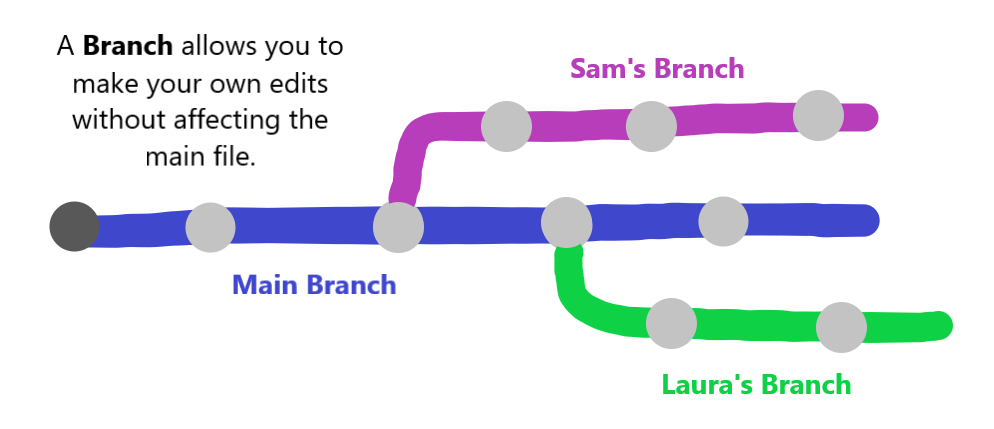 A Branch allows you to
make your own edits
without affecting the
main file.
Sam's Branch
Main Branch
Laura's Branch